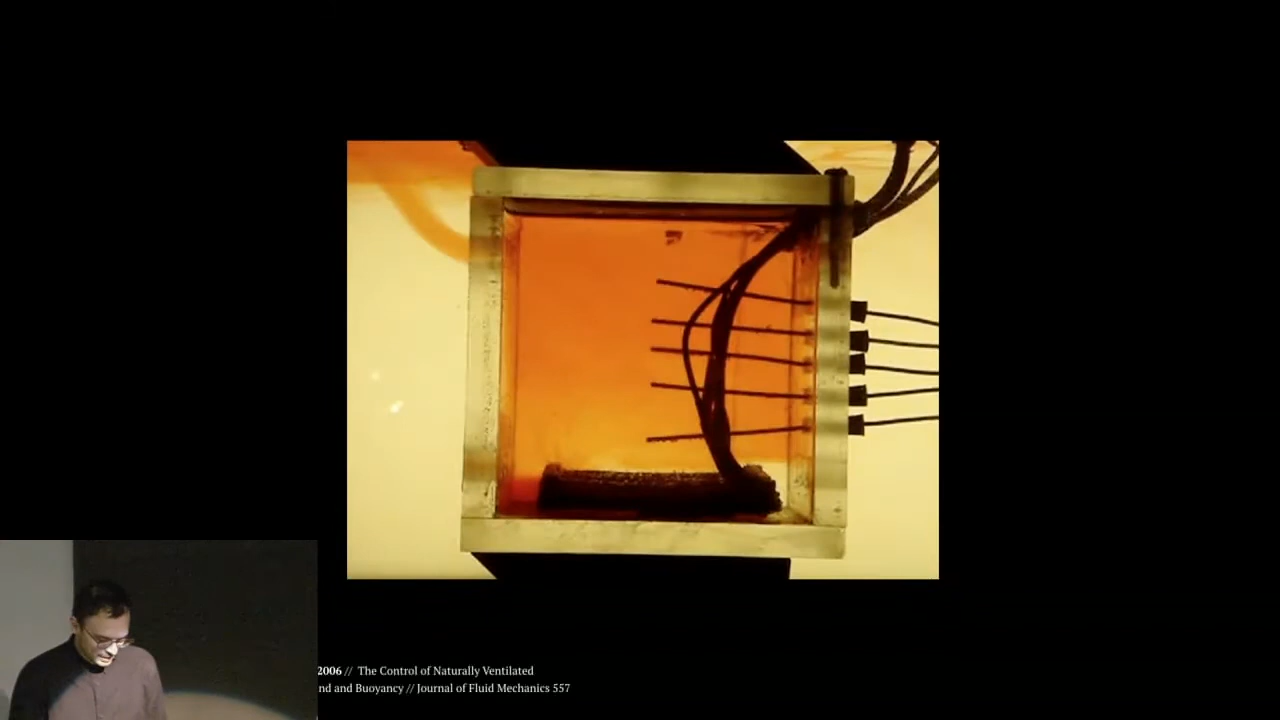 2006 // The Control of Naturally Ventilated
nd and Buoyancy // Journal of Fluid Mechanics 557